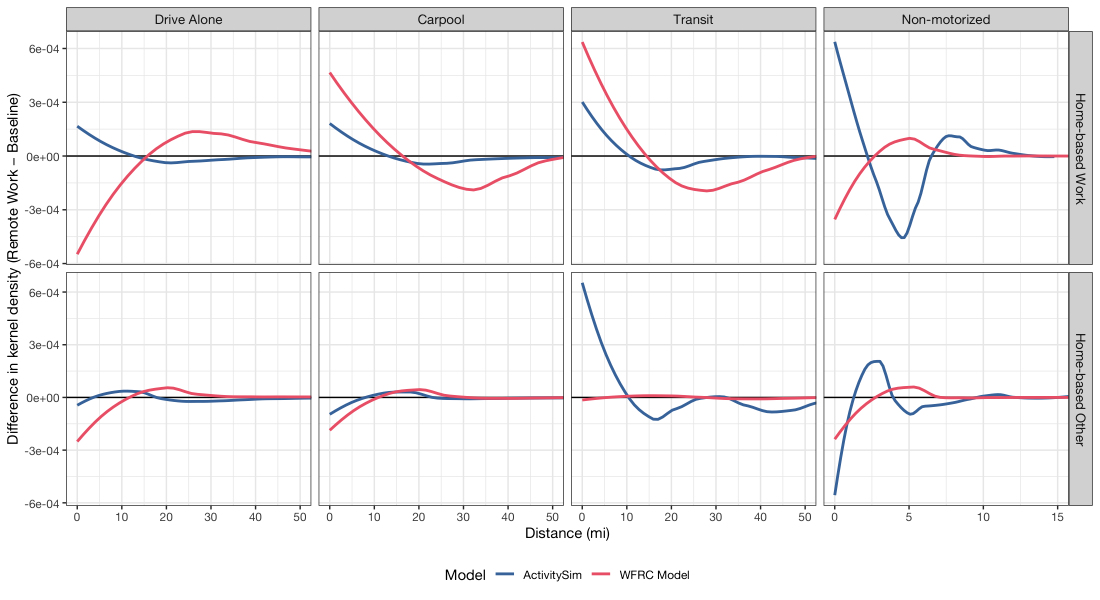 Drive Alone Carpool Transit Non-motorized
Difference in kernel density (Remote Work − Baseline)
6e-04
3e-04
0e+00
-3e-04
-6e-04
Home-based Work
6e-04
3e-04
0e+00
-3e-04
-6e-04
Home-based Other
0 10 20 30 40 50 0 10 20 30 40 50 0 10 20 30 40 50 0 5 10 15
Distance (mi)
Model ActivitySim WFRC Model